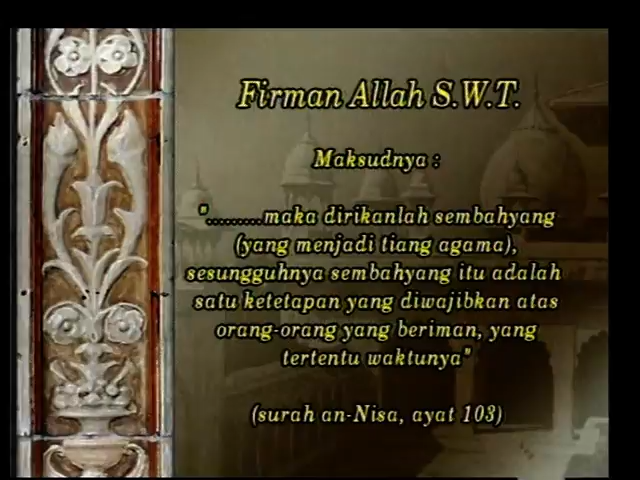 Firman Allah S.W.T.
Maksudnya :
".........maka dirikanlah sembahyang
(yang menjadi tiang agama),
sesungguhnya sembahyang itu adalah
satu ketetapan yang diwajibkan atas
orang-orang yang beriman, yang
tertentu waktunya"
(surah an-Nisa, ayat 103)